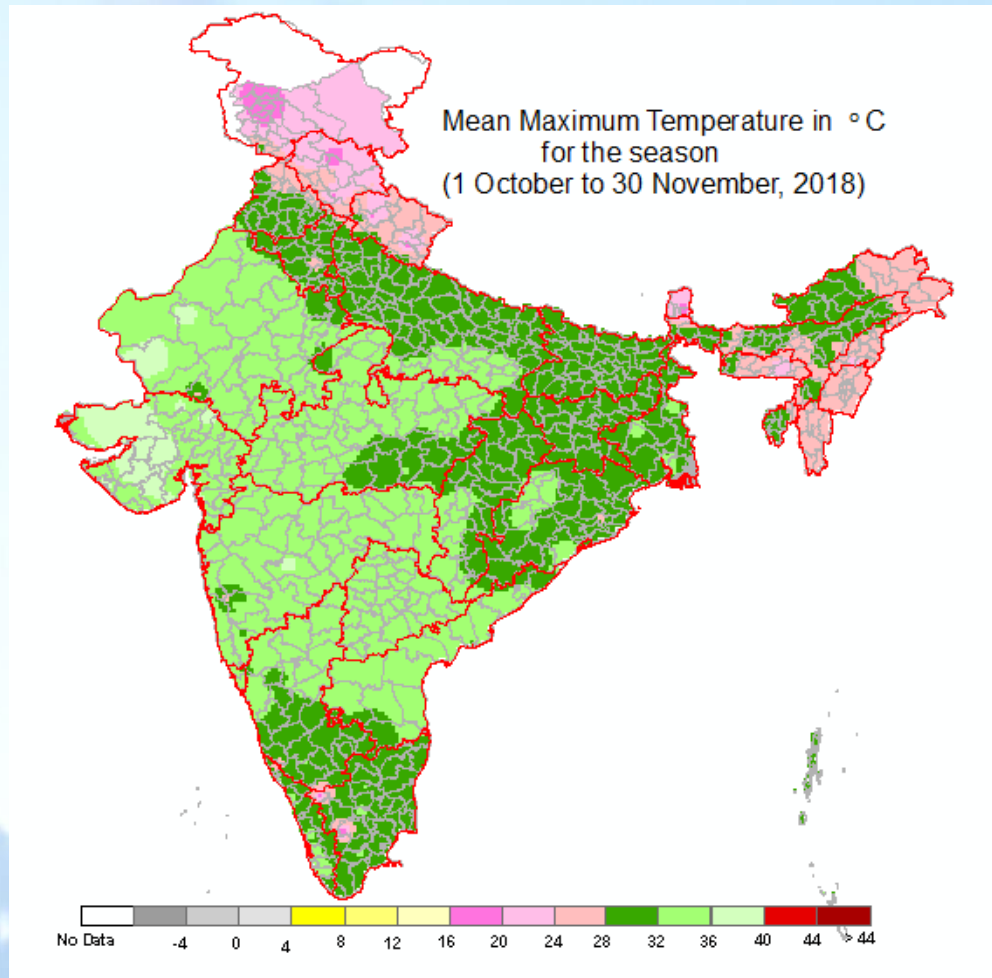 Mean Maximum Temperature in °C
for the season
(1 October to 30 November, 2018)
No Data -4 0 4 8 12 16 20 24 28 32 36 40 44 > 44